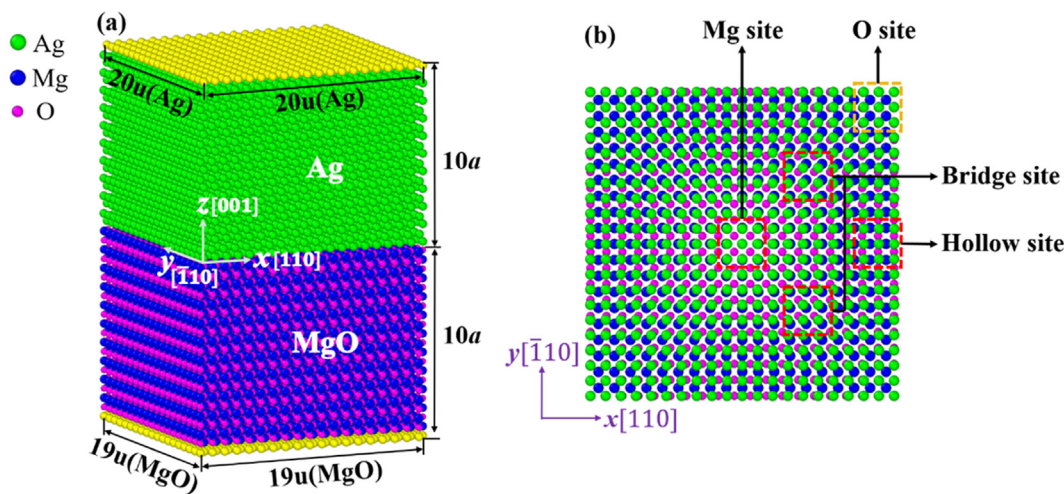 (a)
Ag
Mg
O
20u(Ag)
20u(Ag)
10a
Ag
z[001]
y[1̄10]
x[110]
MgO
10a
19u(MgO)
19u(MgO)
(b)
Mg site
O site
Bridge site
Hollow site
y[1̄10]
x[110]